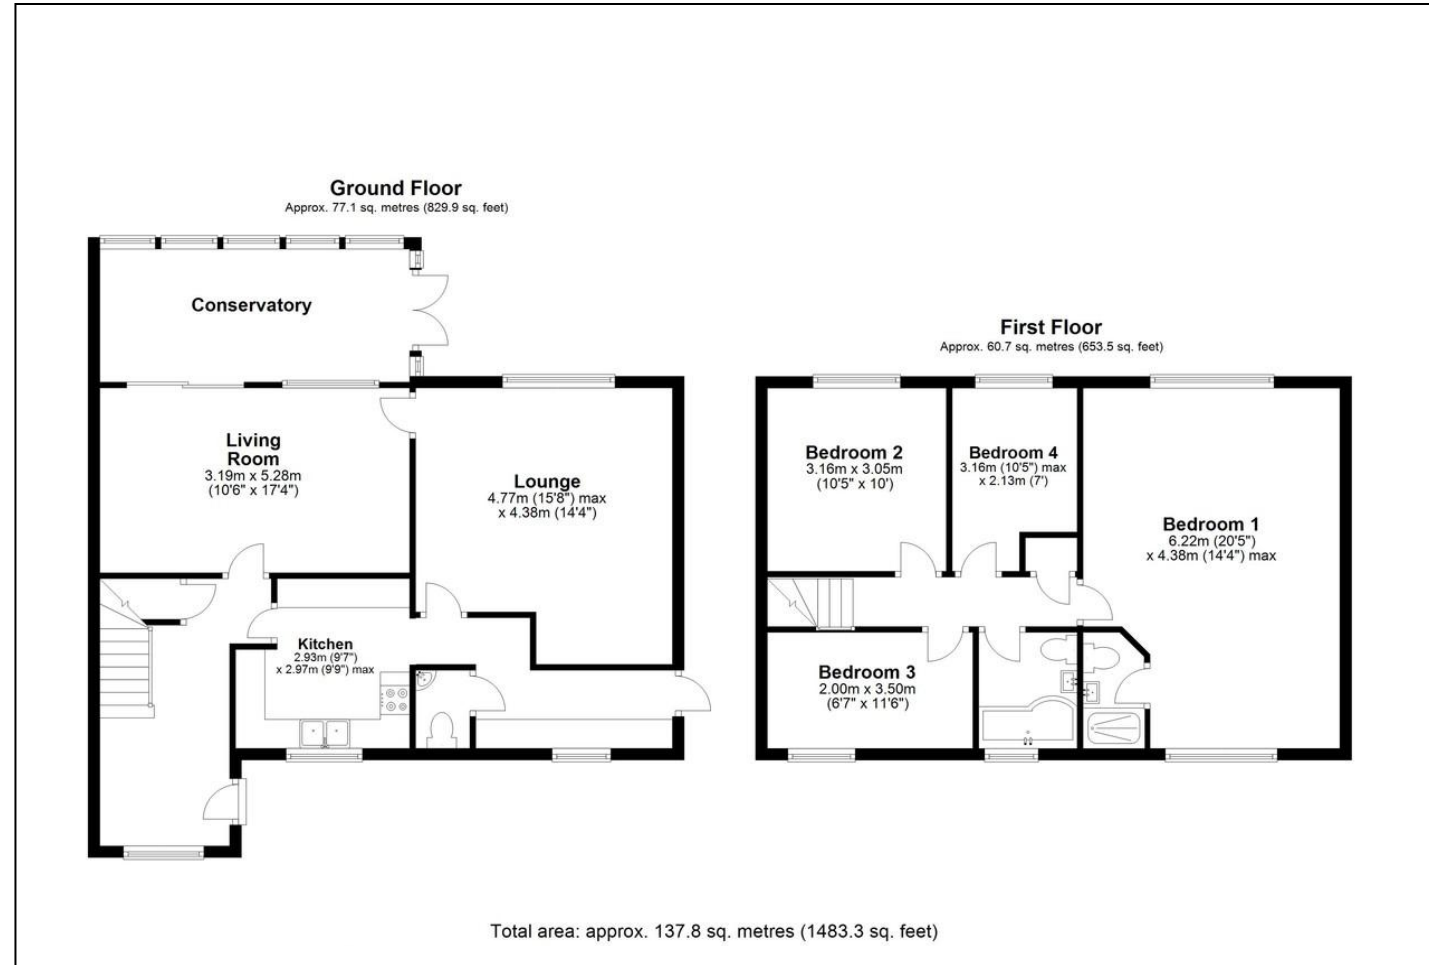 Ground Floor
Approx. 77.1 sq. metres (829.9 sq. feet)
Conservatory
Living
Room
3.19m x 5.28m
(10'6" x 17'4")
Lounge
4.77m (15'8") max
x 4.38m (14'4")
Kitchen
2.93m (9'7")
x 2.97m (9'9") max
First Floor
Approx. 60.7 sq. metres (653.5 sq. feet)
Bedroom 2
3.16m x 3.05m
(10'5" x 10')
Bedroom 4
3.16m (10'5") max
x 2.13m (7')
Bedroom 1
6.22m (20'5")
x 4.38m (14'4") max
Bedroom 3
2.00m x 3.50m
(6'7" x 11'6")
Total area: approx. 137.8 sq. metres (1483.3 sq. feet)